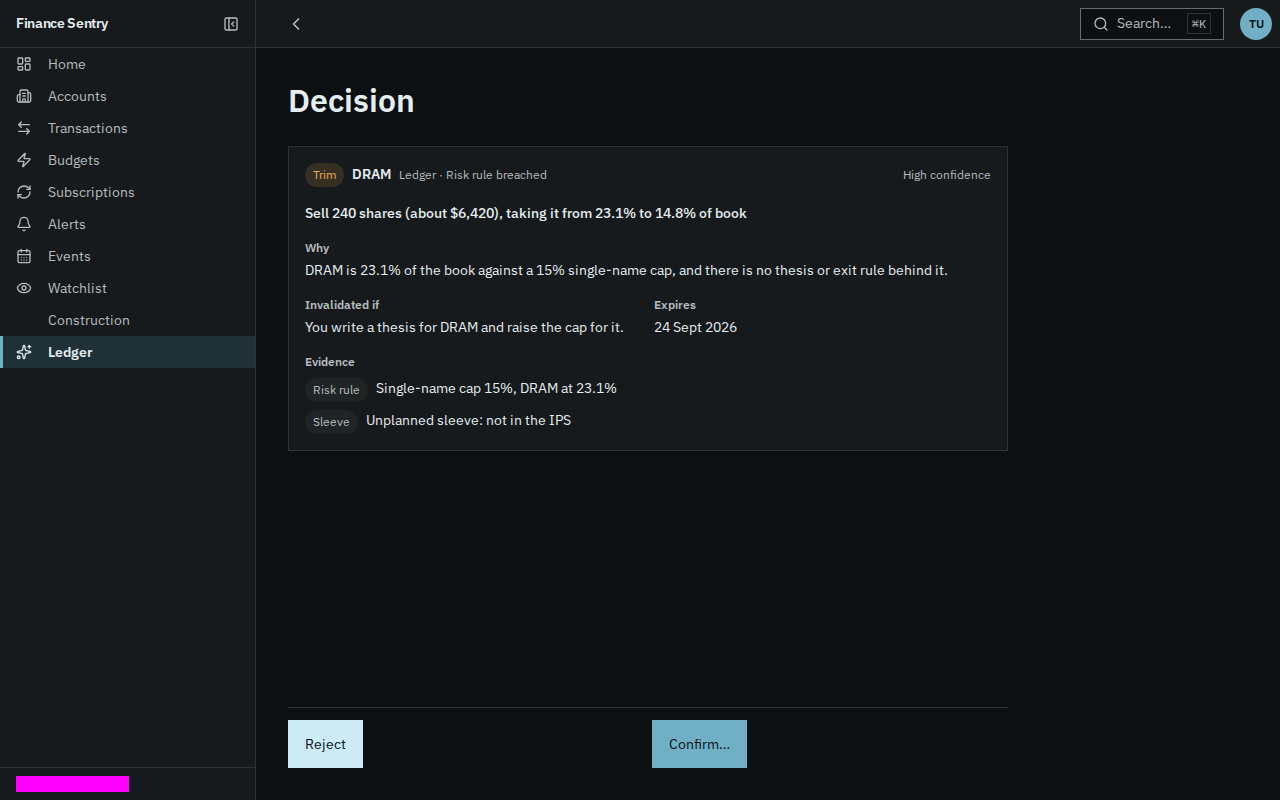 Finance Sentry
Search...
⌘K
TU
Home
Accounts
Transactions
Budgets
Subscriptions
Alerts
Events
Watchlist
Construction
Ledger
Decision
Trim
DRAM
Ledger · Risk rule breached
High confidence
Sell 240 shares (about $6,420), taking it from 23.1% to 14.8% of book
Why
DRAM is 23.1% of the book against a 15% single-name cap, and there is no thesis or exit rule behind it.
Invalidated if
You write a thesis for DRAM and raise the cap for it.
Expires
24 Sept 2026
Evidence
Risk rule
Single-name cap 15%, DRAM at 23.1%
Sleeve
Unplanned sleeve: not in the IPS
Reject
Confirm...